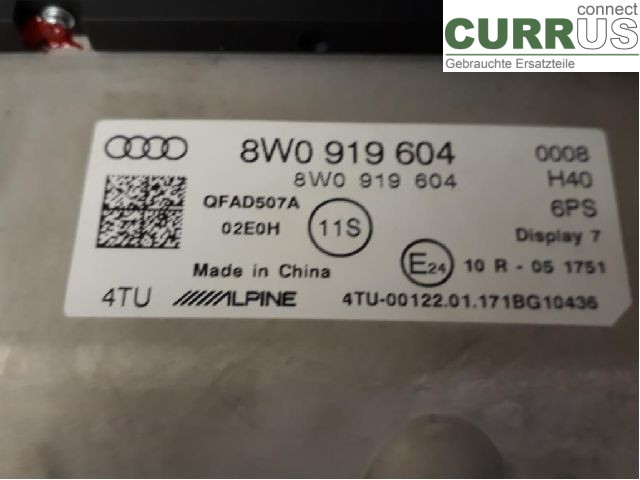 connect
CURRUS
Gebrauchte Ersatzteile
8W0 919 604 0008
8W0 919 604 H40
QFAD507A 6PS
02E0H 11S Display 7
Made in China E24 10 R - 05 1751
4TU ALPINE 4TU-00122.01.171BG10436